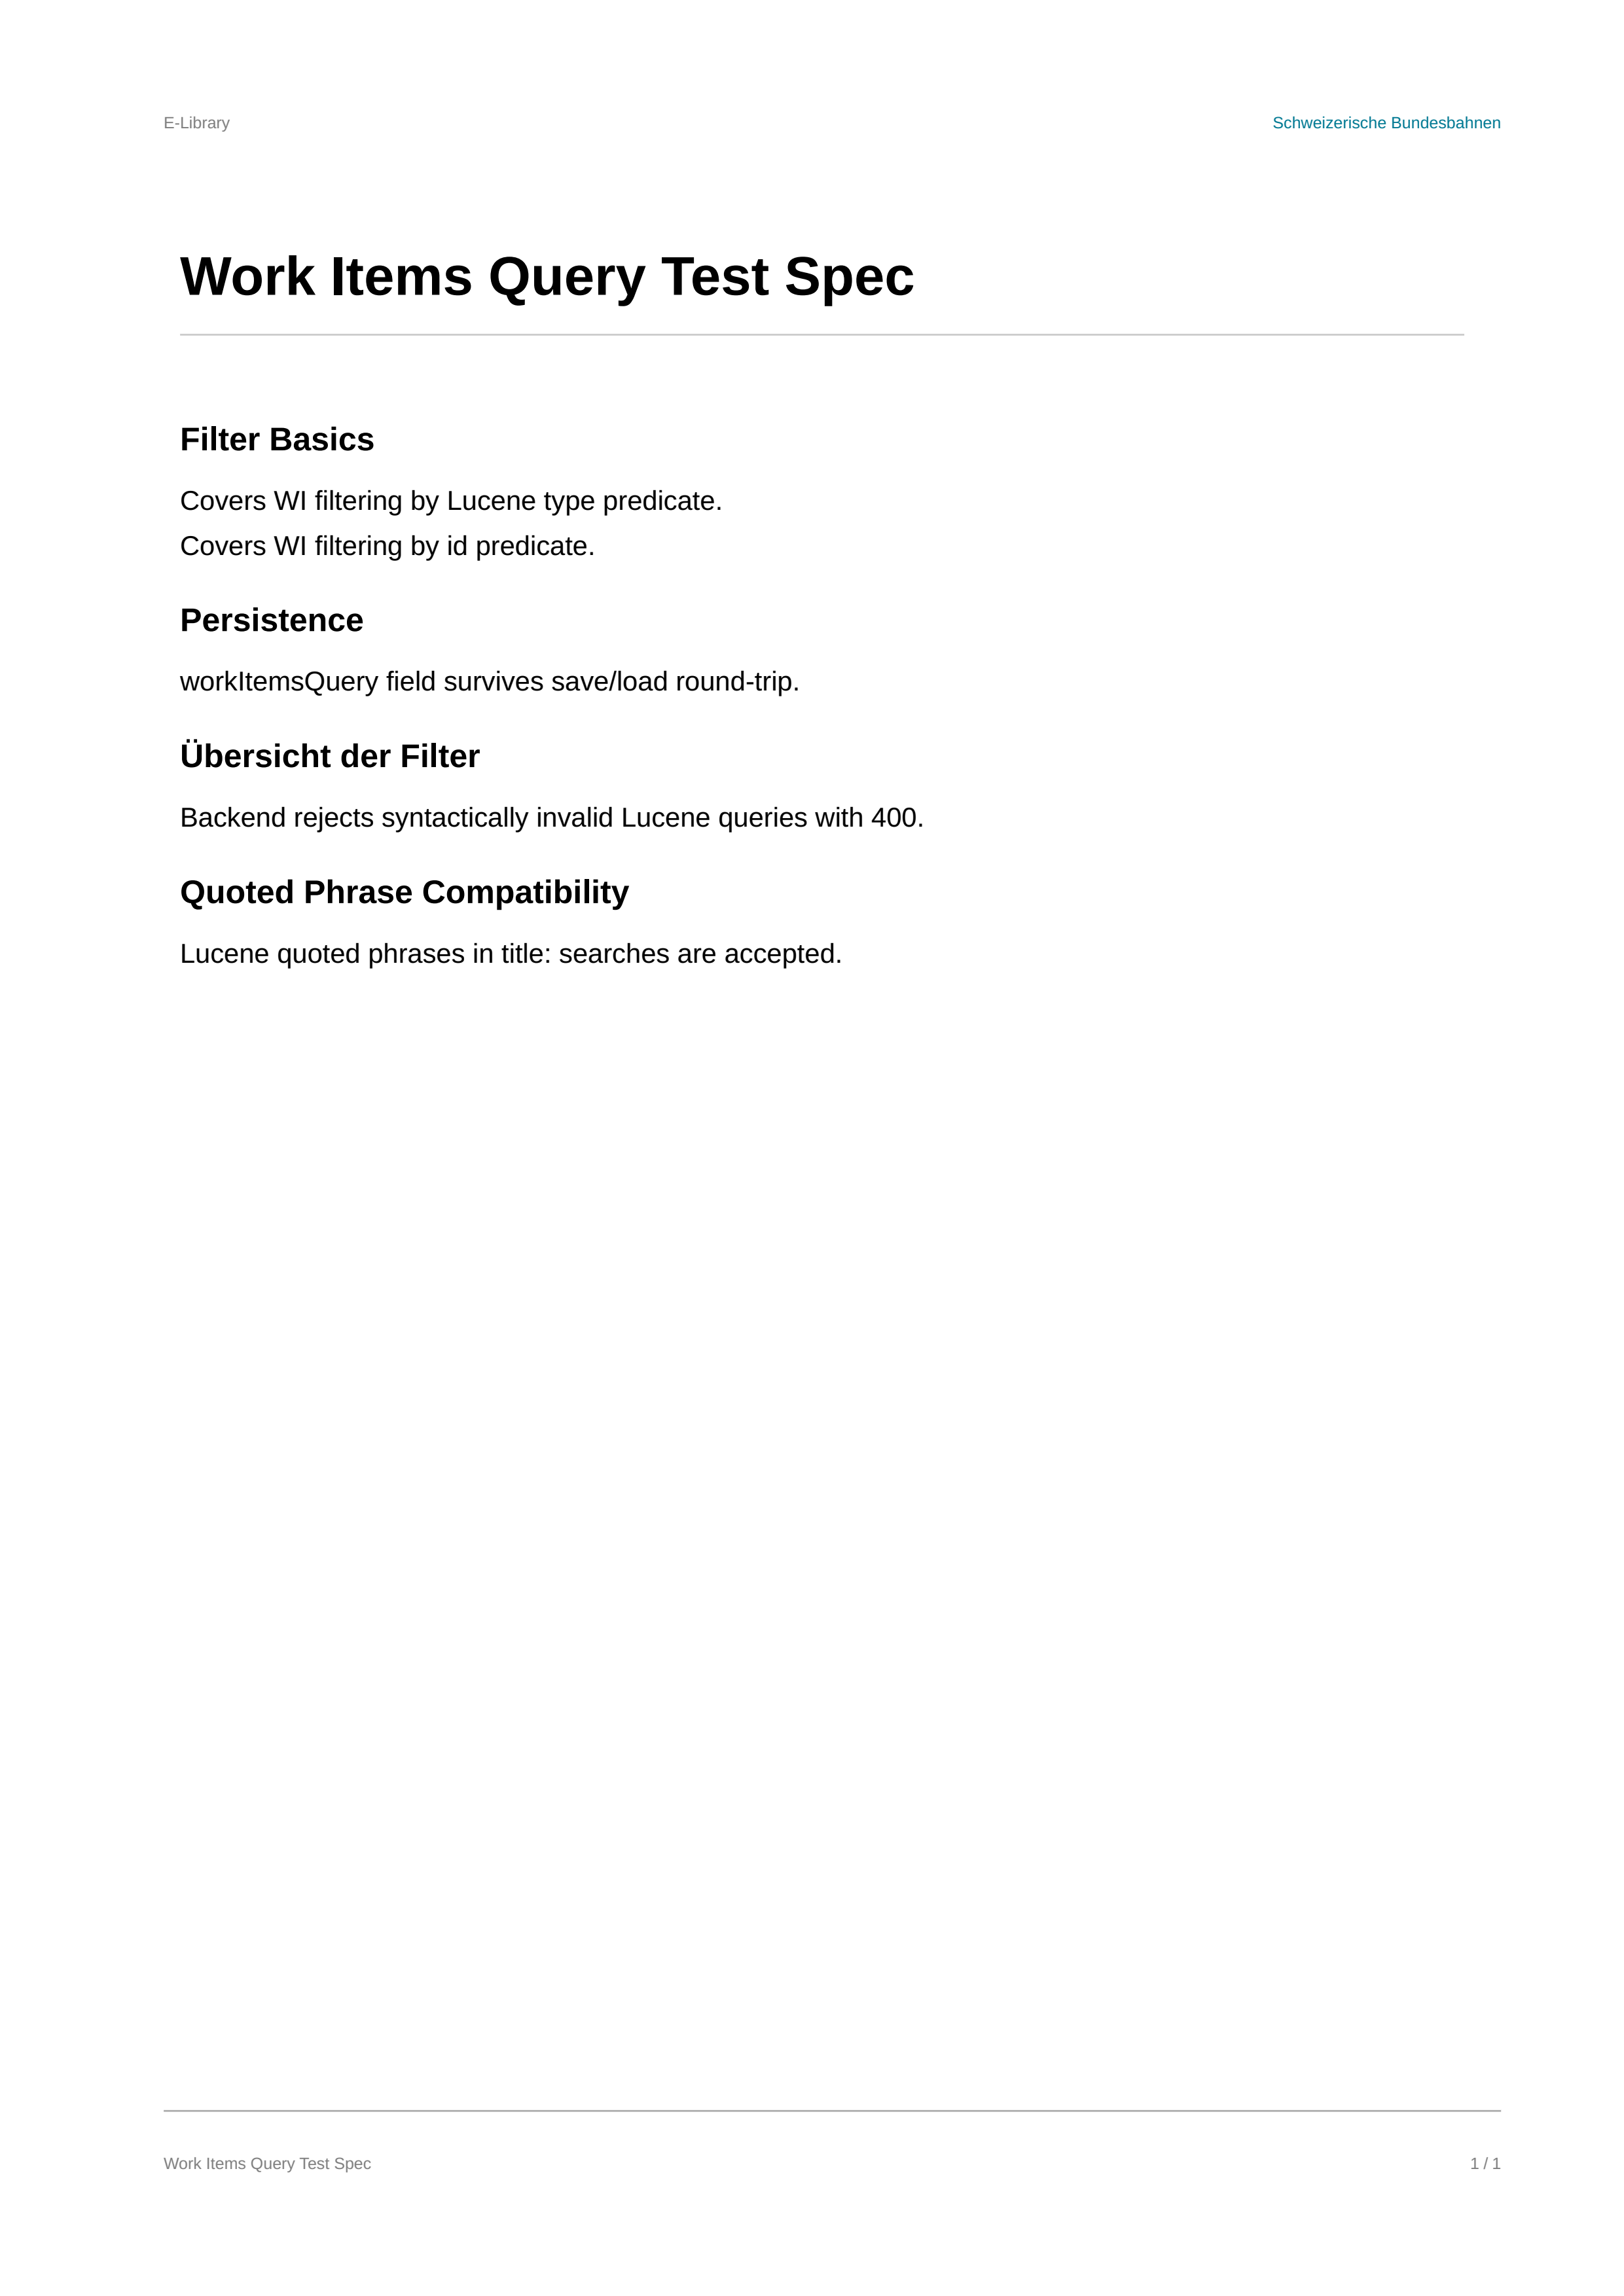 E-Library
Schweizerische Bundesbahnen
Work Items Query Test Spec
Filter Basics
Covers WI filtering by Lucene type predicate.
Covers WI filtering by id predicate.
Persistence
workItemsQuery field survives save/load round-trip.
Übersicht der Filter
Backend rejects syntactically invalid Lucene queries with 400.
Quoted Phrase Compatibility
Lucene quoted phrases in title: searches are accepted.
Work Items Query Test Spec
1 / 1